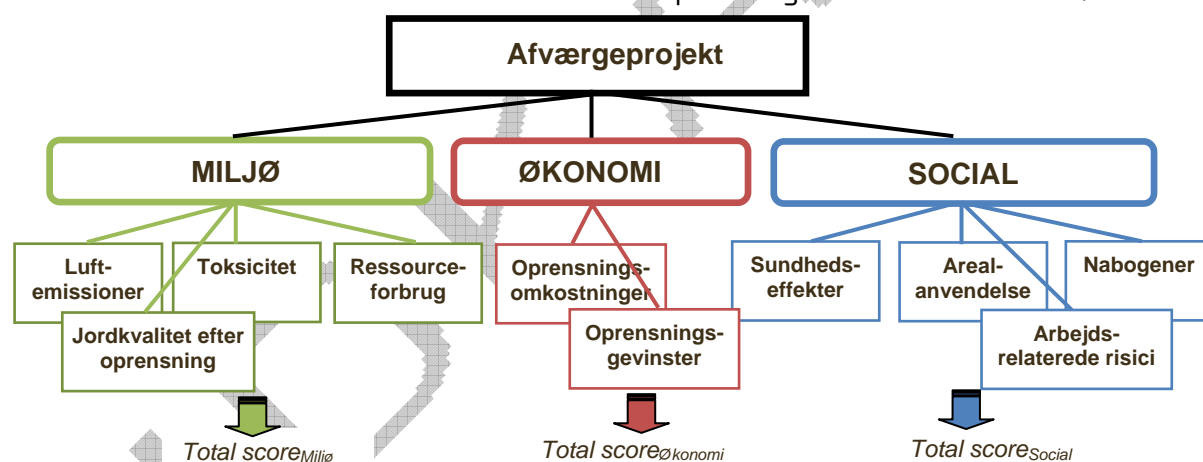 Afværgeprojekt
MILJØ
ØKONOMI
SOCIAL
Luft-
emissioner
Toksicitet
Ressource-
forbrug
Jordkvalitet efter
oprensning
Oprensnings-
omkostninger
Oprensnings-
gevinster
Sundheds-
effekter
Areal-
anvendelse
Nabogener
Arbejds-
relaterede risici
Total scoreMiljø
Total scoreØkonomi
Total scoreSocial